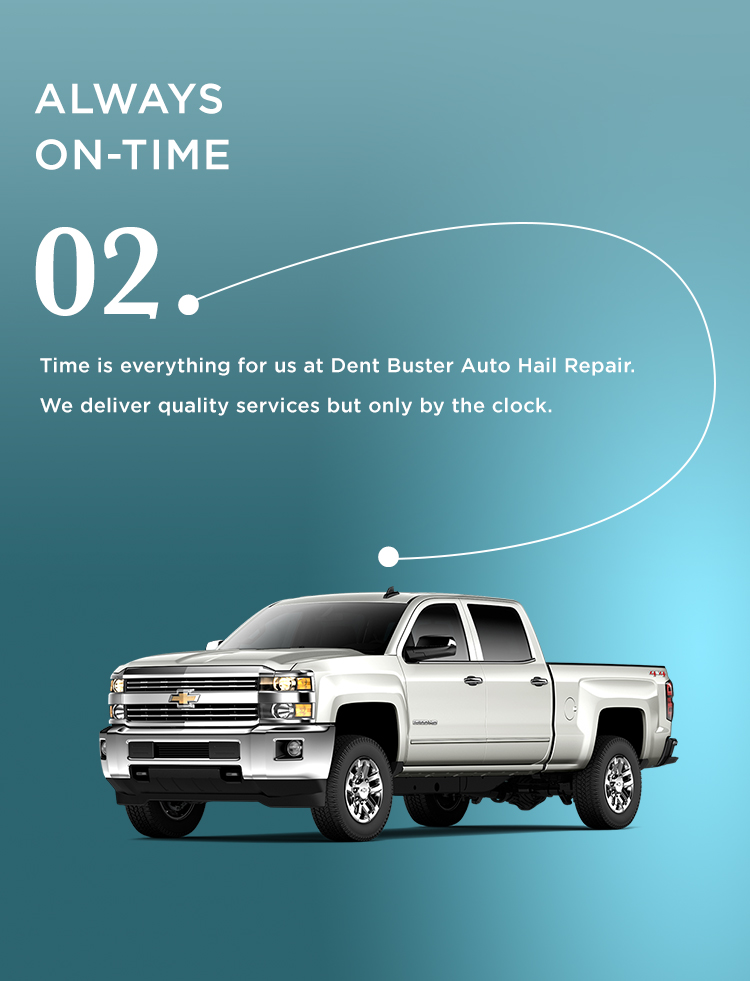 ALWAYS
ON-TIME
02.
Time is everything for us at Dent Buster Auto Hail Repair.
We deliver quality services but only by the clock.
4x4